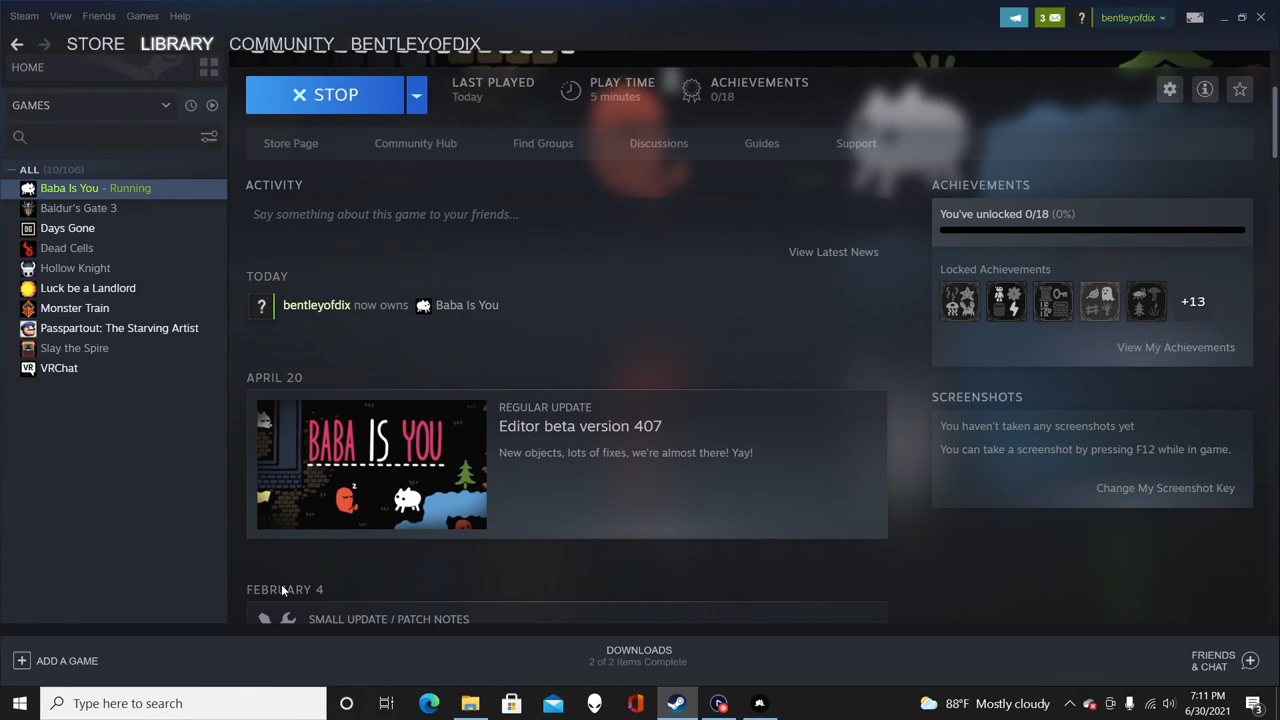 Steam View Friends Games Help
3 ? bentleyofdix
STORE LIBRARY COMMUNITY BENTLEYOFDIX
HOME
GAMES
ALL (10/106)
Baba Is You - Running
Baldur's Gate 3
DG Days Gone
Dead Cells
Hollow Knight
Luck be a Landlord
Monster Train
Passpartout: The Starving Artist
Slay the Spire
VR VRChat
STOP
LAST PLAYED
Today
PLAY TIME
5 minutes
ACHIEVEMENTS
0/18
Store Page Community Hub Find Groups Discussions Guides Support
ACTIVITY
Say something about this game to your friends...
View Latest News
TODAY
? bentleyofdix now owns Baba Is You
APRIL 20
BABA IS YOU
z
REGULAR UPDATE
Editor beta version 407
New objects, lots of fixes, we're almost there! Yay!
FEBRUARY 4
SMALL UPDATE / PATCH NOTES
ACHIEVEMENTS
You've unlocked 0/18 (0%)
Locked Achievements
+13
View My Achievements
SCREENSHOTS
You haven't taken any screenshots yet
You can take a screenshot by pressing F12 while in game.
Change My Screenshot Key
ADD A GAME
DOWNLOADS
2 of 2 Items Complete
FRIENDS
& CHAT
Type here to search
88°F Mostly cloudy
7:11 PM
6/30/2021
3